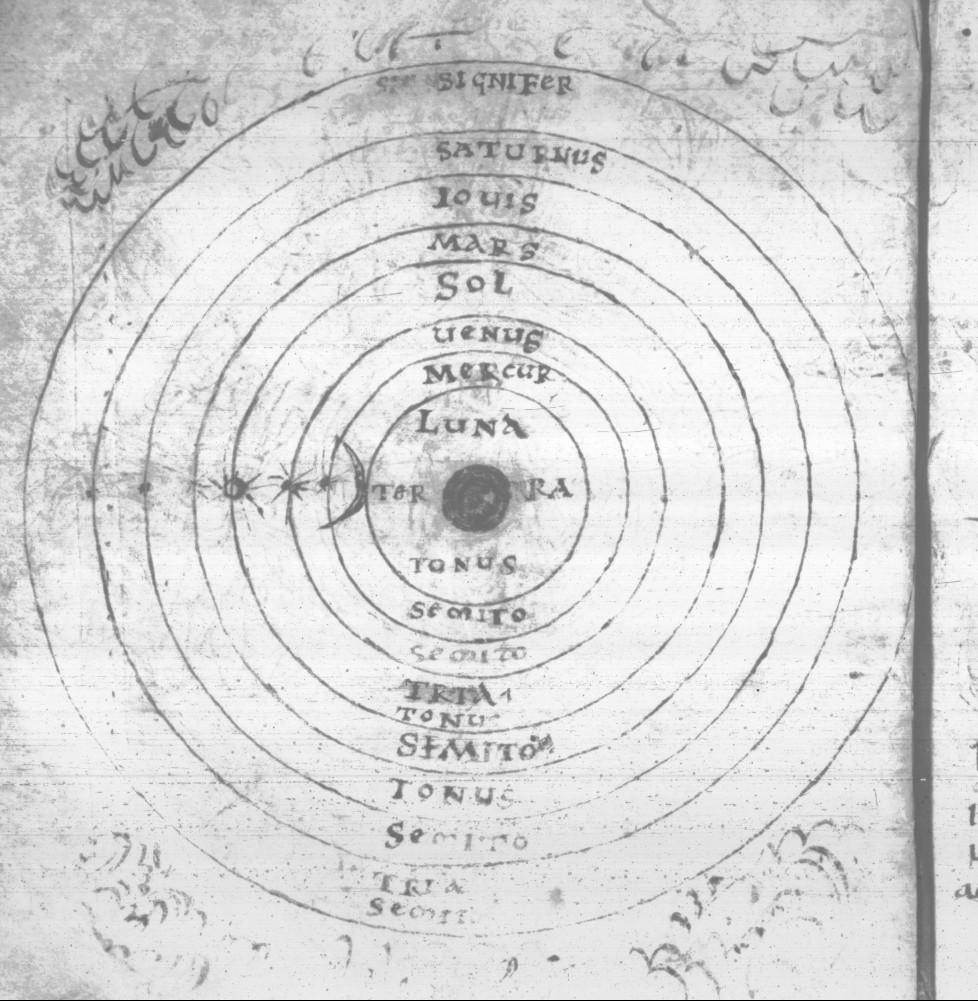 SIGNIFER
SATURNUS
IOUIS
MARS
SOL
UENUS
MERCUR
LUNA
TER RA
TONUS
SEMITO
SEMITO
TRIA
TONU
SEMITO
TONUS
SEMITO
TRIA
SEMIT